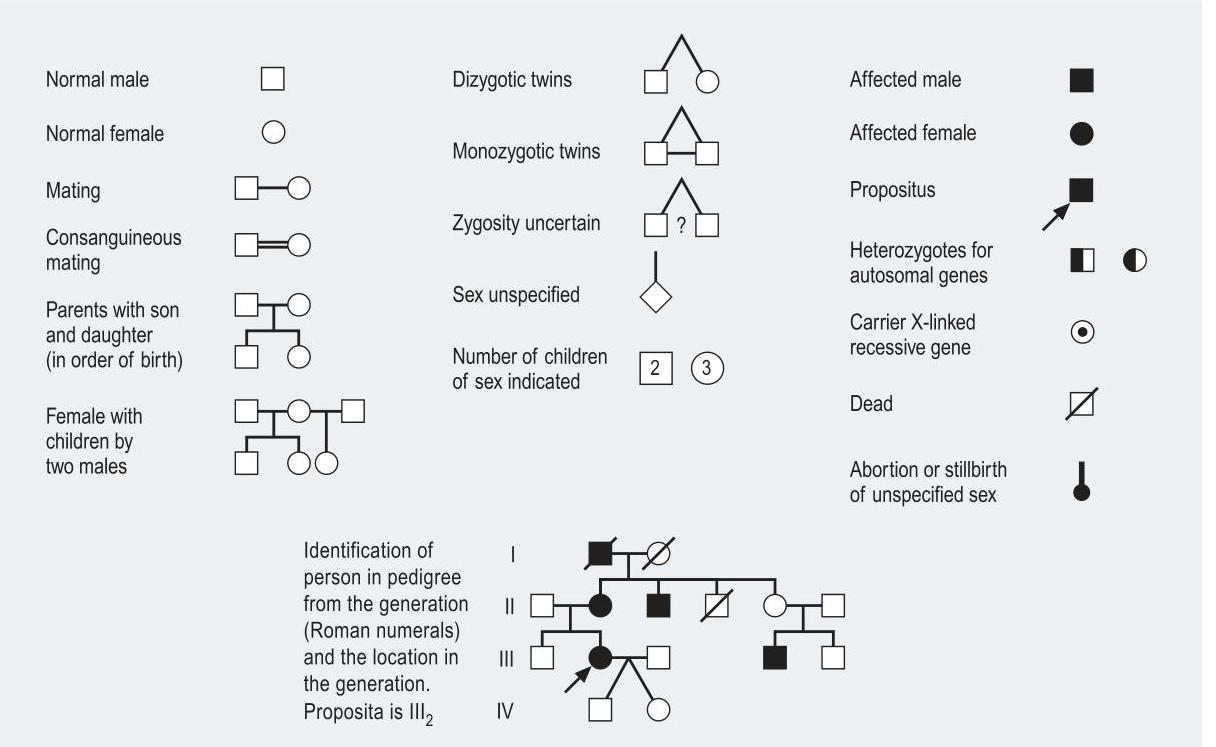 Normal male
Normal female
Mating
Consanguineous
mating
Parents with son
and daughter
(in order of birth)
Female with
children by
two males
Dizygotic twins
Monozygotic twins
Zygosity uncertain
?
Sex unspecified
Number of children
of sex indicated
2 3
Affected male
Affected female
Propositus
Heterozygotes for
autosomal genes
Carrier X-linked
recessive gene
Dead
Abortion or stillbirth
of unspecified sex
Identification of
person in pedigree
from the generation
(Roman numerals)
and the location in
the generation.
Proposita is III2
I
II
III
IV